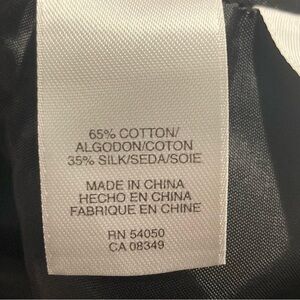 65% COTTON/
ALGODON/COTON
35% SILK/SEDA/SOIE
MADE IN CHINA
HECHO EN CHINA
FABRIQUE EN CHINE
RN 54050
CA 08349